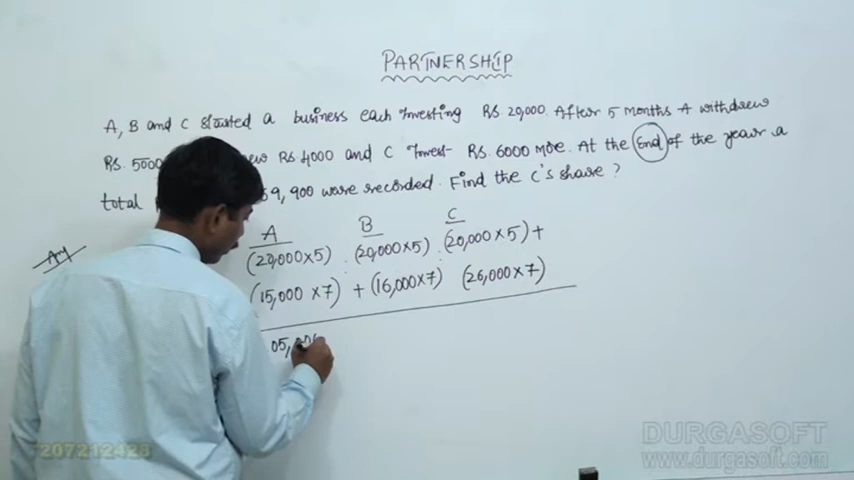 PARTNERSHIP
A, B and C started a business each Investing RS. 20,000. After 5 months A withdrew
RS. 5000 RS 4000 and C Invest RS. 6000 more. At the End of the year a
total 9,900 were recorded. Find the C's share ?
Ans
A B C
(20,000×5) : (20,000×5) : (20,000×5) +
(15,000 ×7) + (16,000×7) (26,000×7)
05,000
DURGASOFT
www.durgasoft.com
207212428